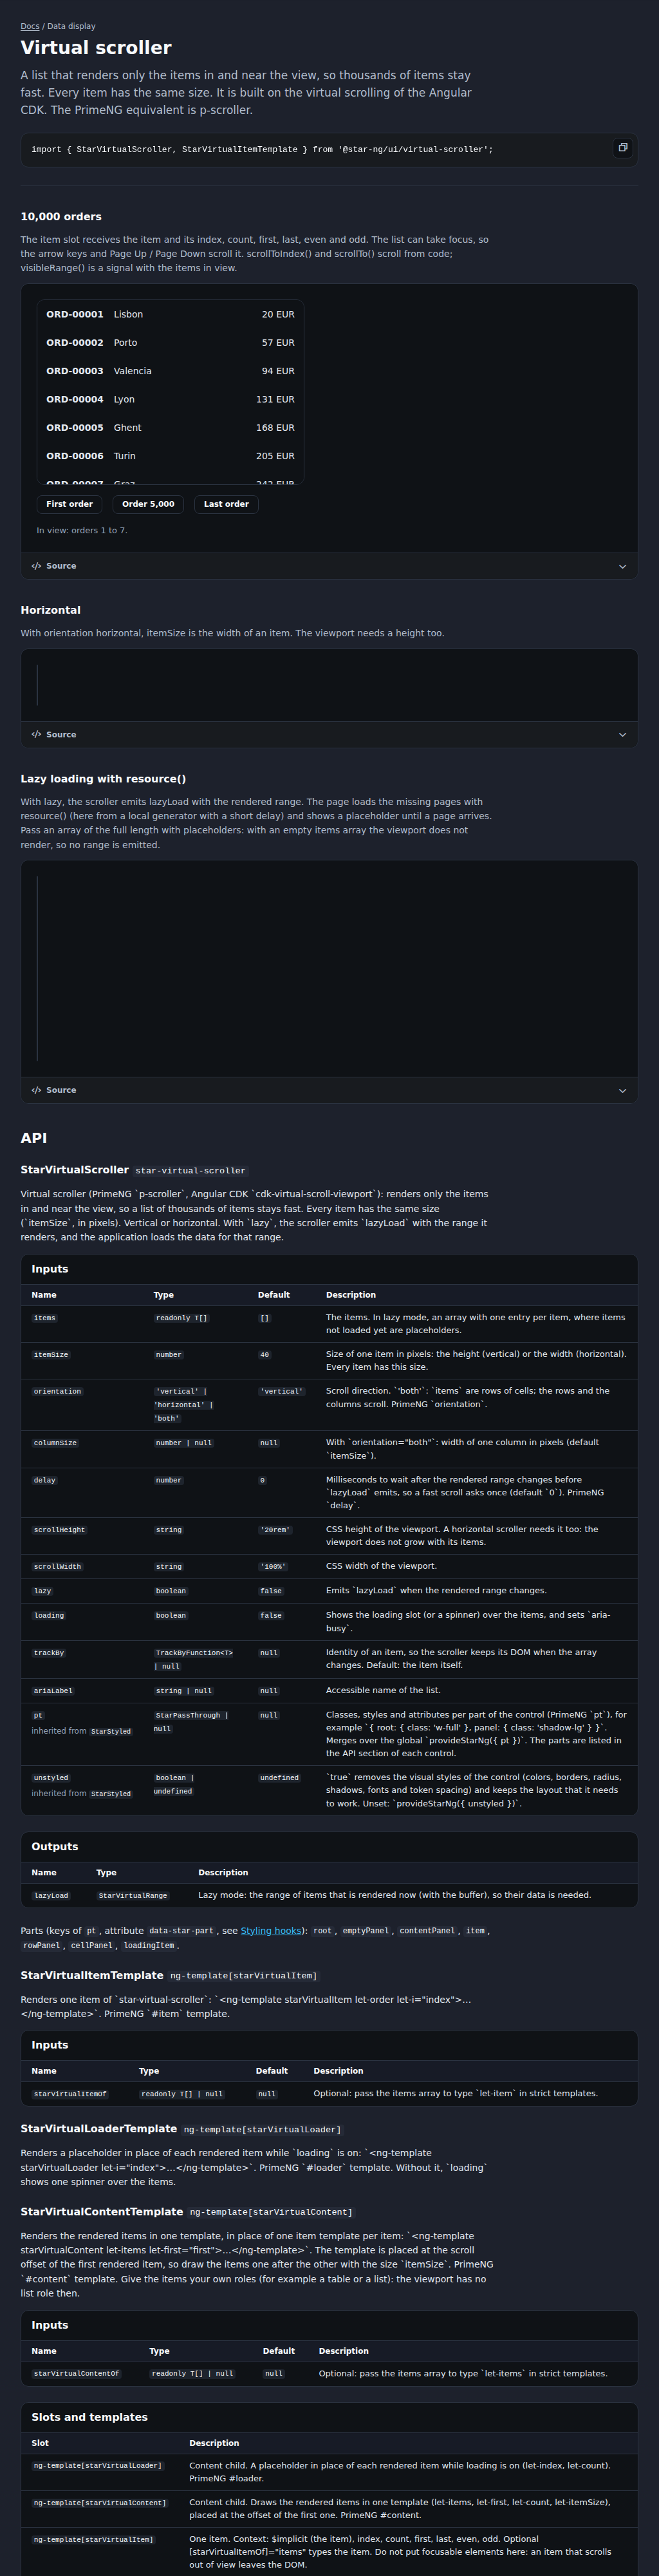 Docs / Data display
Virtual scroller
A list that renders only the items in and near the view, so thousands of items stay
fast. Every item has the same size. It is built on the virtual scrolling of the Angular
CDK. The PrimeNG equivalent is p-scroller.
import { StarVirtualScroller, StarVirtualItemTemplate } from '@star-ng/ui/virtual-scroller';
10,000 orders
The item slot receives the item and its index, count, first, last, even and odd. The list can take focus, so
the arrow keys and Page Up / Page Down scroll it. scrollToIndex() and scrollTo() scroll from code;
visibleRange() is a signal with the items in view.
ORD-00001 Lisbon 20 EUR
ORD-00002 Porto 57 EUR
ORD-00003 Valencia 94 EUR
ORD-00004 Lyon 131 EUR
ORD-00005 Ghent 168 EUR
ORD-00006 Turin 205 EUR
ORD-00007 Graz 242 EUR
First order Order 5,000 Last order
In view: orders 1 to 7.
Source
Horizontal
With orientation horizontal, itemSize is the width of an item. The viewport needs a height too.
Source
Lazy loading with resource()
With lazy, the scroller emits lazyLoad with the rendered range. The page loads the missing pages with
resource() (here from a local generator with a short delay) and shows a placeholder until a page arrives.
Pass an array of the full length with placeholders: with an empty items array the viewport does not
render, so no range is emitted.
Source
API
StarVirtualScroller star-virtual-scroller
Virtual scroller (PrimeNG `p-scroller`, Angular CDK `cdk-virtual-scroll-viewport`): renders only the items
in and near the view, so a list of thousands of items stays fast. Every item has the same size
(`itemSize`, in pixels). Vertical or horizontal. With `lazy`, the scroller emits `lazyLoad` with the range it
renders, and the application loads the data for that range.
Inputs
Name Type Default Description
items readonly T[] [] The items. In lazy mode, an array with one entry per item, where items
not loaded yet are placeholders.
itemSize number 40 Size of one item in pixels: the height (vertical) or the width (horizontal).
Every item has this size.
orientation 'vertical' | 'vertical' Scroll direction. `'both'`: `items` are rows of cells; the rows and the
'horizontal' | columns scroll. PrimeNG `orientation`.
'both'
columnSize number | null null With `orientation="both"`: width of one column in pixels (default
`itemSize`).
delay number 0 Milliseconds to wait after the rendered range changes before
`lazyLoad` emits, so a fast scroll asks once (default `0`). PrimeNG
`delay`.
scrollHeight string '20rem' CSS height of the viewport. A horizontal scroller needs it too: the
viewport does not grow with its items.
scrollWidth string '100%' CSS width of the viewport.
lazy boolean false Emits `lazyLoad` when the rendered range changes.
loading boolean false Shows the loading slot (or a spinner) over the items, and sets `aria-
busy`.
trackBy TrackByFunction<T> null Identity of an item, so the scroller keeps its DOM when the array
| null changes. Default: the item itself.
ariaLabel string | null null Accessible name of the list.
pt StarPassThrough | null Classes, styles and attributes per part of the control (PrimeNG `pt`), for
inherited from StarStyled null example `{ root: { class: 'w-full' }, panel: { class: 'shadow-lg' } }`.
Merges over the global `provideStarNg({ pt })`. The parts are listed in
the API section of each control.
unstyled boolean | undefined `true` removes the visual styles of the control (colors, borders, radius,
inherited from StarStyled undefined shadows, fonts and token spacing) and keeps the layout that it needs
to work. Unset: `provideStarNg({ unstyled })`.
Outputs
Name Type Description
lazyLoad StarVirtualRange Lazy mode: the range of items that is rendered now (with the buffer), so their data is needed.
Parts (keys of pt, attribute data-star-part, see Styling hooks): root, emptyPanel, contentPanel, item,
rowPanel, cellPanel, loadingItem.
StarVirtualItemTemplate ng-template[starVirtualItem]
Renders one item of `star-virtual-scroller`: `<ng-template starVirtualItem let-order let-i="index">…
</ng-template>`. PrimeNG `#item` template.
Inputs
Name Type Default Description
starVirtualItemOf readonly T[] | null null Optional: pass the items array to type `let-item` in strict templates.
StarVirtualLoaderTemplate ng-template[starVirtualLoader]
Renders a placeholder in place of each rendered item while `loading` is on: `<ng-template
starVirtualLoader let-i="index">…</ng-template>`. PrimeNG `#loader` template. Without it, `loading`
shows one spinner over the items.
StarVirtualContentTemplate ng-template[starVirtualContent]
Renders the rendered items in one template, in place of one item template per item: `<ng-template
starVirtualContent let-items let-first="first">…</ng-template>`. The template is placed at the scroll
offset of the first rendered item, so draw the items one after the other with the size `itemSize`. PrimeNG
`#content` template. Give the items your own roles (for example a table or a list): the viewport has no
list role then.
Inputs
Name Type Default Description
starVirtualContentOf readonly T[] | null null Optional: pass the items array to type `let-items` in strict templates.
Slots and templates
Slot Description
ng-template[starVirtualLoader] Content child. A placeholder in place of each rendered item while loading is on (let-index, let-count).
PrimeNG #loader.
ng-template[starVirtualContent] Content child. Draws the rendered items in one template (let-items, let-first, let-count, let-itemSize),
placed at the offset of the first one. PrimeNG #content.
ng-template[starVirtualItem] One item. Context: $implicit (the item), index, count, first, last, even, odd. Optional
[starVirtualItemOf]="items" types the item. Do not put focusable elements here: an item that scrolls
out of view leaves the DOM.